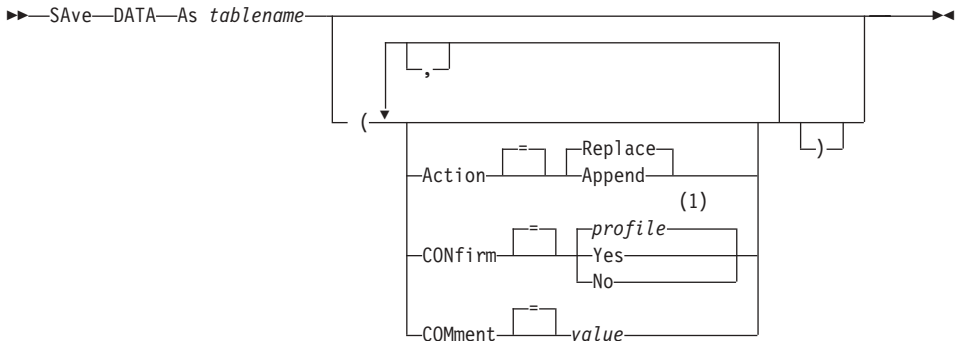 SAve DATA As tablename
,
(
)
= Replace
Action Append
(1)
= profile
CONfirm Yes
No
=
COMment value